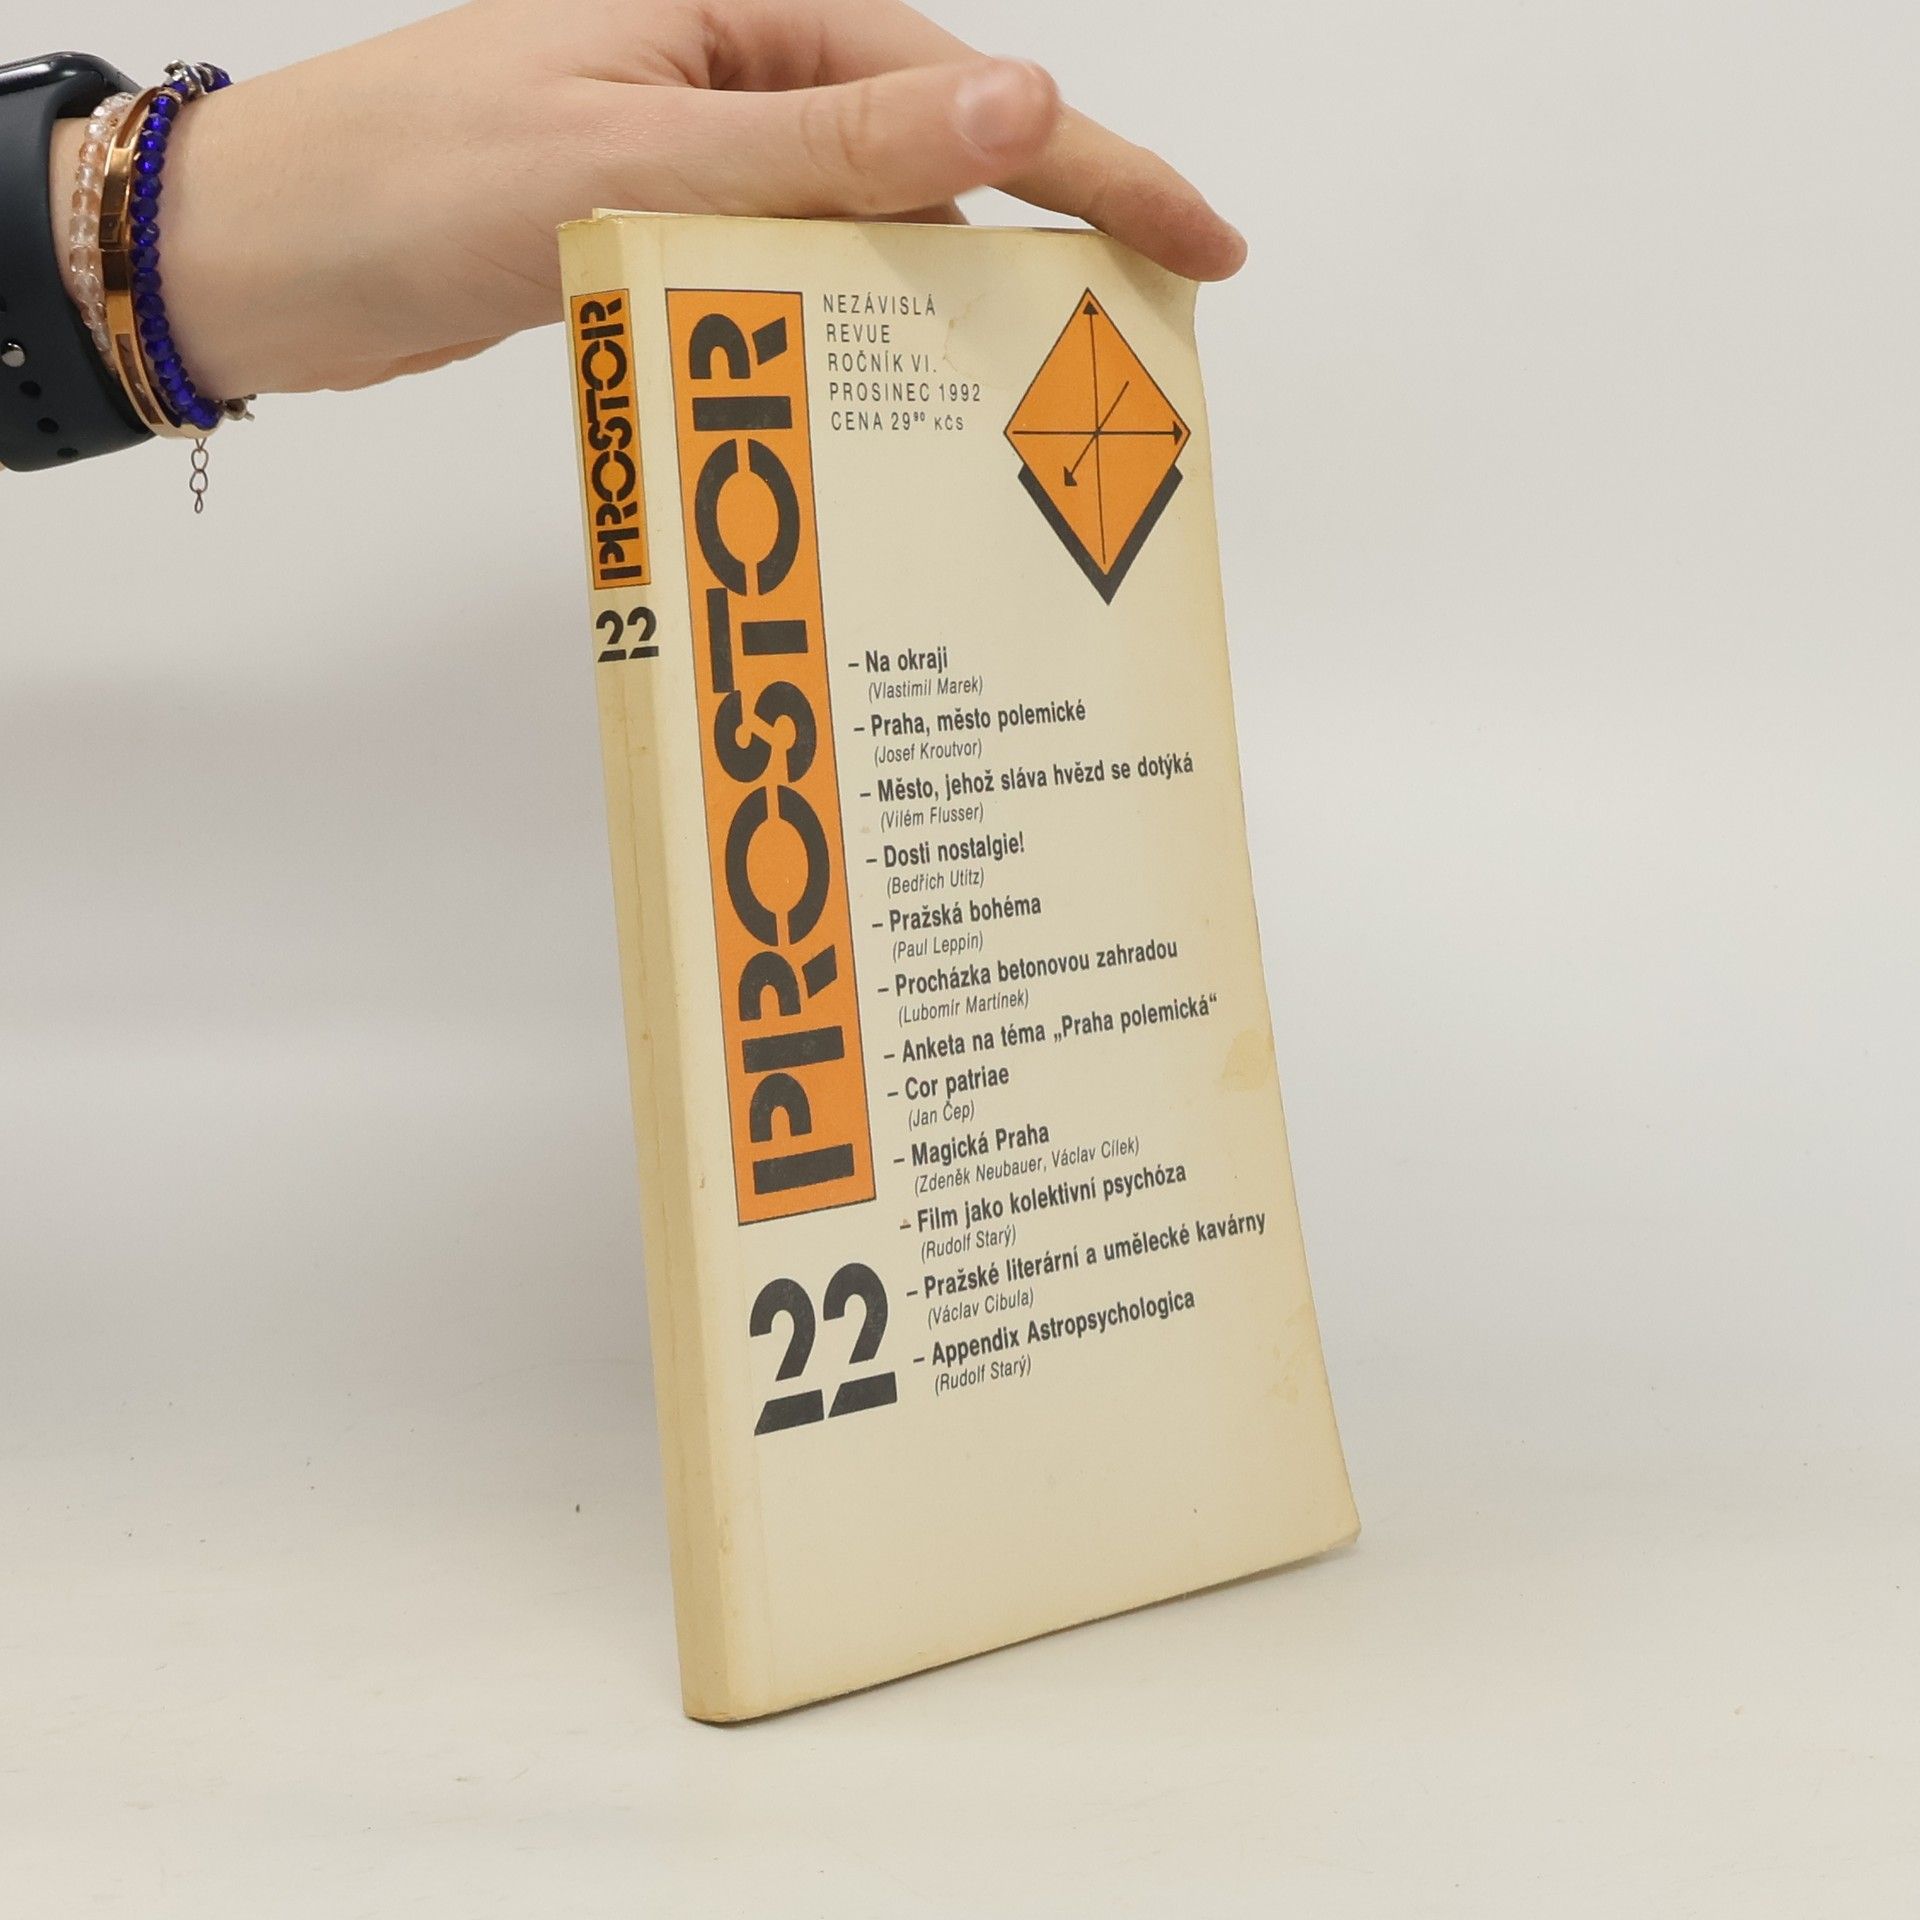 PROSTOR
22
PROSTOR
22
NEZÁVISLÁ
REVUE
ROČNÍK VI.
PROSINEC 1992
CENA 29⁹⁰ KČS
– Na okraji
(Vlastimil Marek)
– Praha, město polemické
(Josef Kroutvor)
– Město, jehož sláva hvězd se dotýká
(Vilém Flusser)
– Dosti nostalgie!
(Bedřich Utitz)
– Pražská bohéma
(Paul Leppin)
– Procházka betonovou zahradou
(Lubomír Martínek)
– Anketa na téma „Praha polemická“
– Cor patriae
(Jan Čep)
– Magická Praha
(Zdeněk Neubauer, Václav Cílek)
– Film jako kolektivní psychóza
(Rudolf Starý)
– Pražské literární a umělecké kavárny
(Václav Cibula)
– Appendix Astropsychologica
(Rudolf Starý)